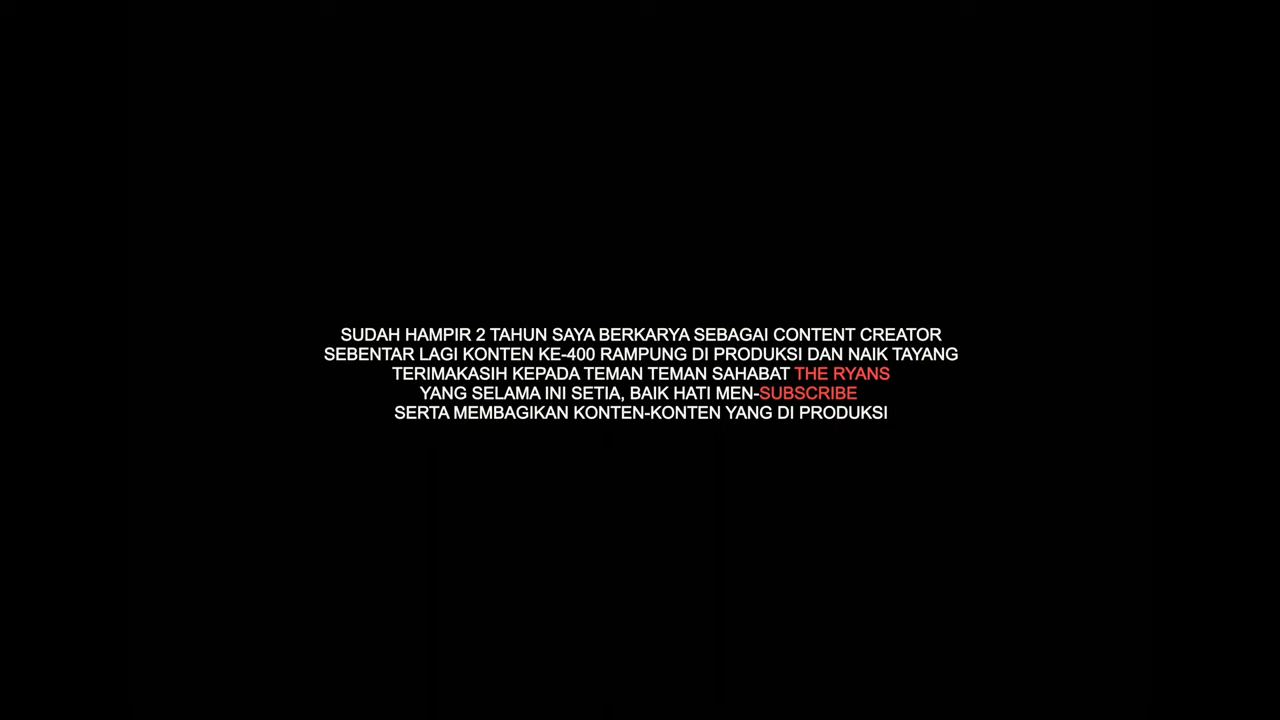 SUDAH HAMPIR 2 TAHUN SAYA BERKARYA SEBAGAI CONTENT CREATOR
SEBENTAR LAGI KONTEN KE-400 RAMPUNG DI PRODUKSI DAN NAIK TAYANG
TERIMAKASIH KEPADA TEMAN TEMAN SAHABAT THE RYANS
YANG SELAMA INI SETIA, BAIK HATI MEN-SUBSCRIBE
SERTA MEMBAGIKAN KONTEN-KONTEN YANG DI PRODUKSI